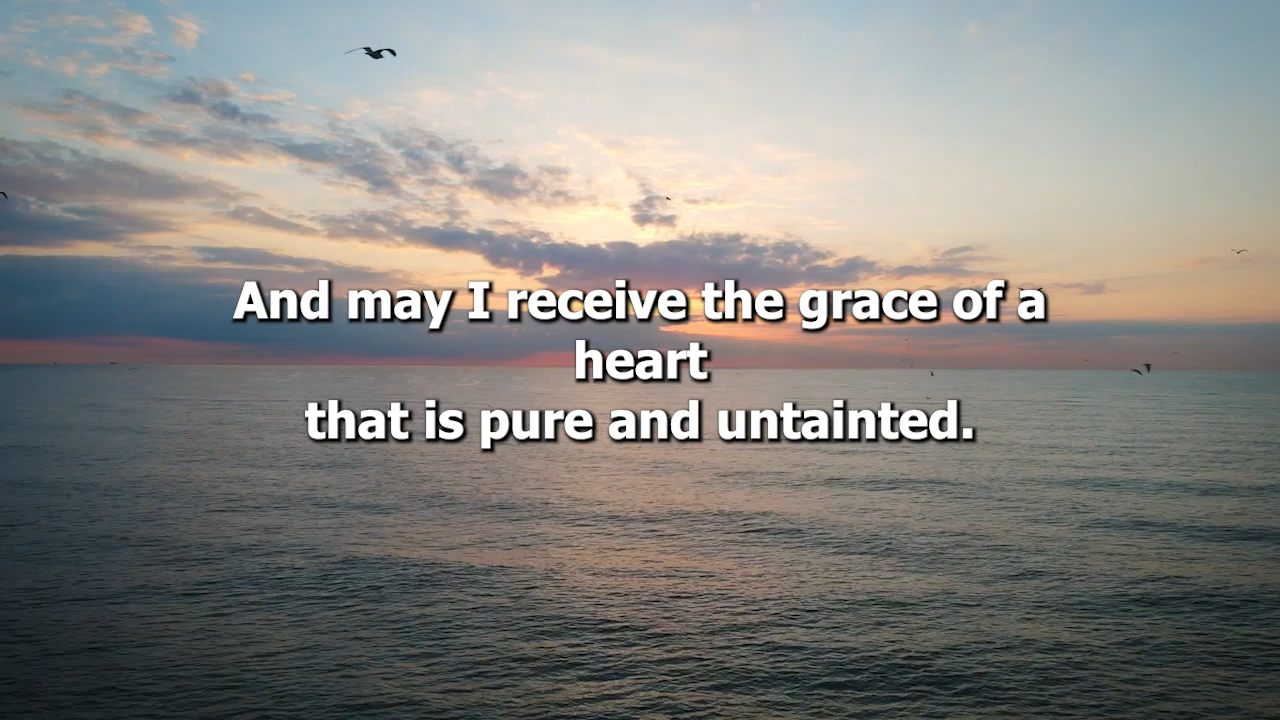 And may I receive the grace of a
heart
that is pure and untainted.